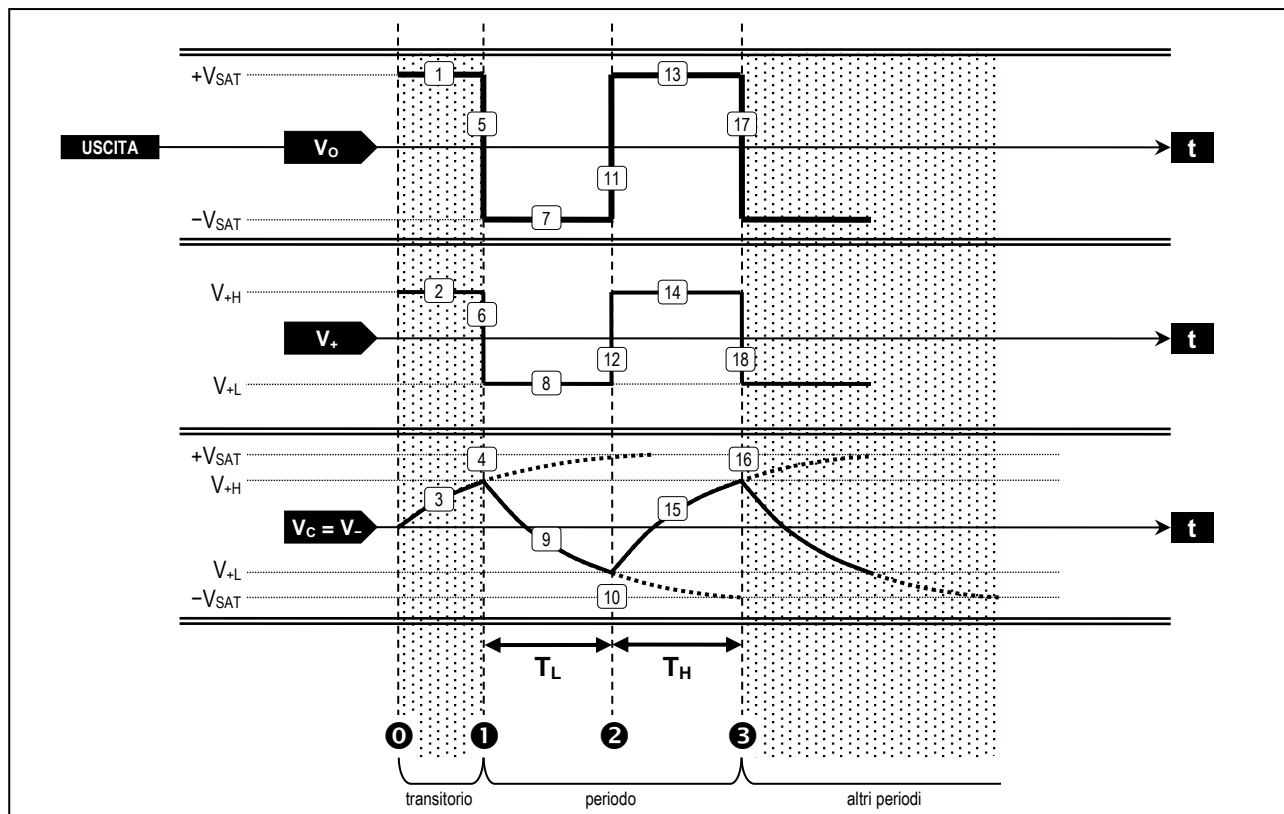 +VSAT
1
13
5
17
USCITA
VO
t
11
7
−VSAT
V+H
2
14
6
V+
t
12
18
V+L
8
+VSAT
4
16
V+H
3
15
VC = V−
t
9
V+L
10
−VSAT
TL
TH
0
1
2
3
transitorio
periodo
altri periodi